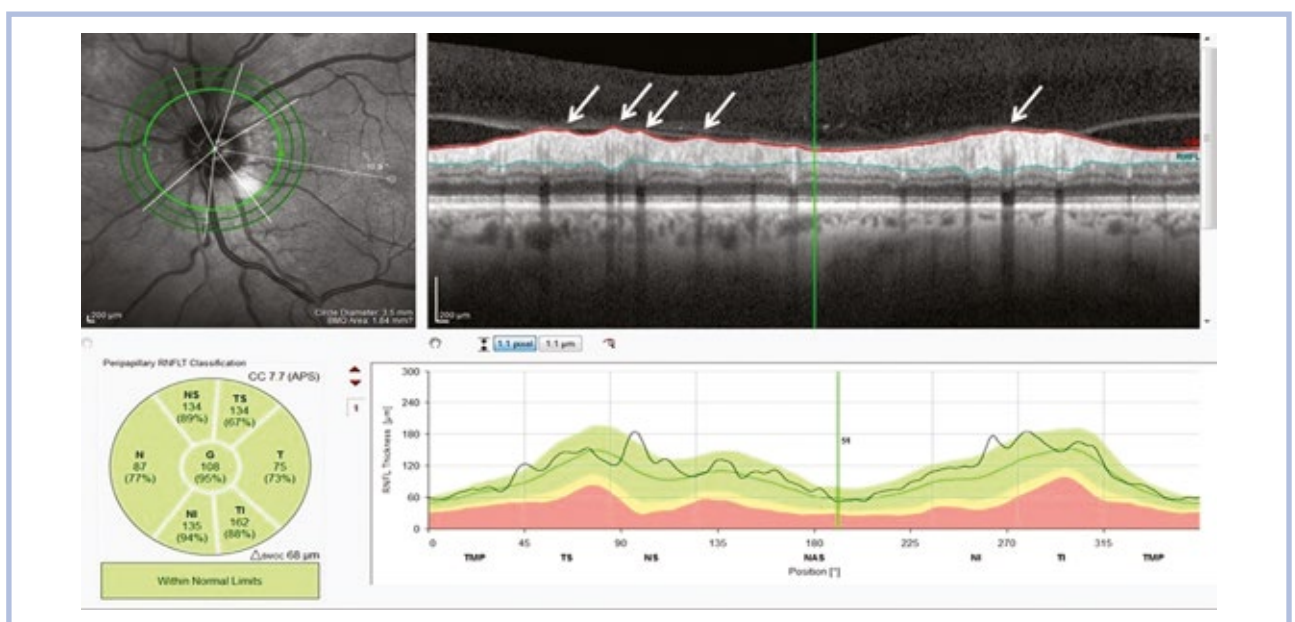 RNFL
200 µm
Circle Diameter: 3.5 mm
BMO Area: 1.64 mm²
200 µm
1:1 pixel 1:1 µm
Peripapillary RNFLT Classification
CC 7.7 (APS)
NS
134
(89%)
TS
134
(67%)
N
87
(77%)
G
108
(95%)
T
75
(73%)
NI
135
(94%)
TI
162
(88%)
68 µm
Within Normal Limits
1
RNFL Thickness [µm]
300
240
180
120
60
0
0 45 90 135 180 225 270 315
TMP TS NS NAS NI TI TMP
Position [°]